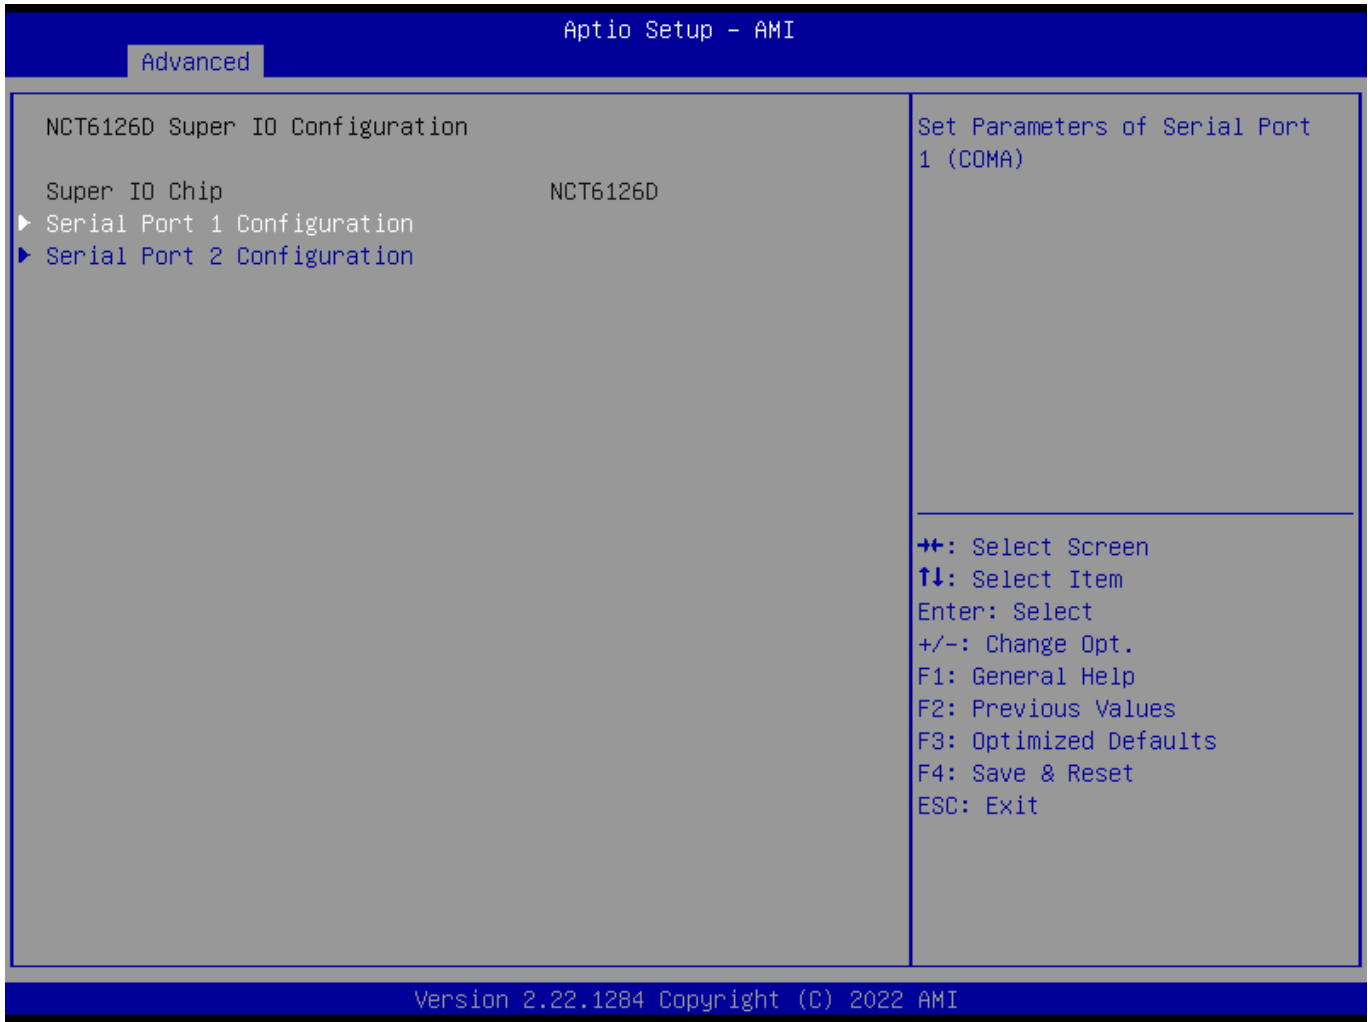 Aptio Setup – AMI
Advanced
NCT6126D Super IO Configuration
Super IO Chip NCT6126D
Serial Port 1 Configuration
Serial Port 2 Configuration
Set Parameters of Serial Port
1 (COMA)
→←: Select Screen
↑↓: Select Item
Enter: Select
+/-: Change Opt.
F1: General Help
F2: Previous Values
F3: Optimized Defaults
F4: Save & Reset
ESC: Exit
Version 2.22.1284 Copyright (C) 2022 AMI